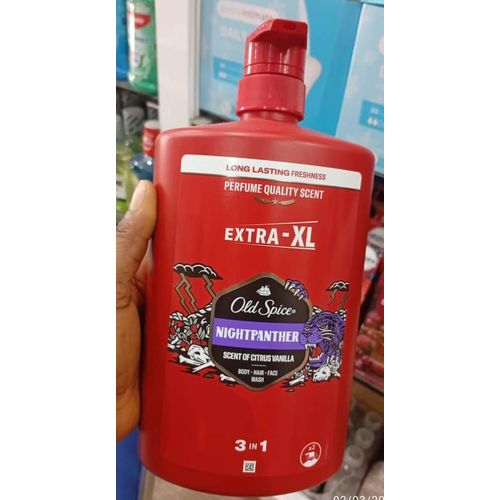 LONG LASTING FRESHNESS
PERFUME QUALITY SCENT
EXTRA-XL
Old Spice
NIGHTPANTHER
SCENT OF CITRUS VANILLA
BODY - HAIR - FACE
WASH
3 IN 1
x2